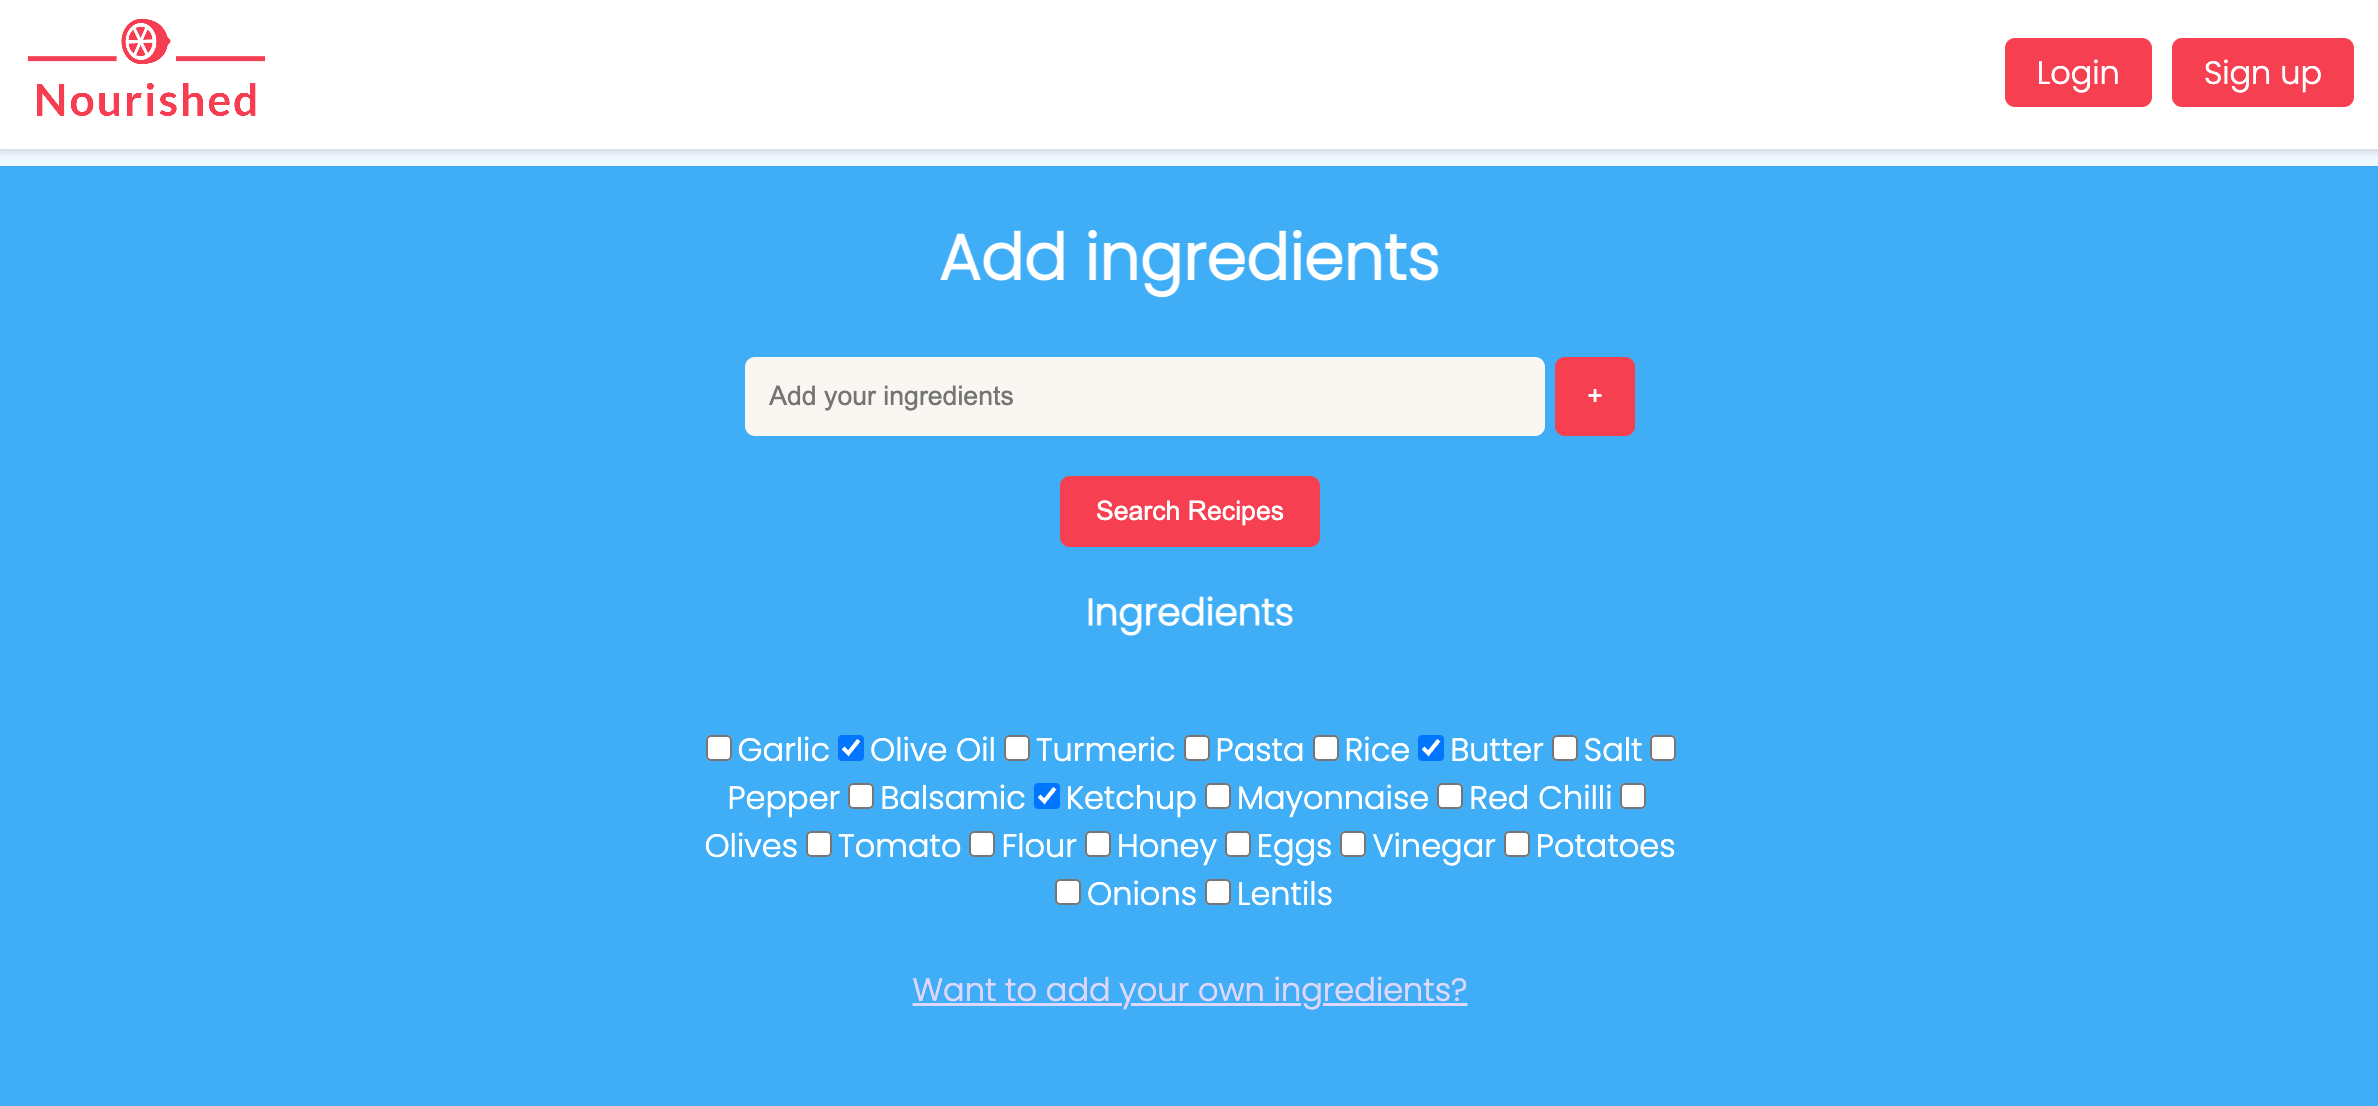 Nourished
Login
Sign up
Add ingredients
Add your ingredients
+
Search Recipes
Ingredients
Garlic Olive Oil Turmeric Pasta Rice Butter Salt
Pepper Balsamic Ketchup Mayonnaise Red Chilli
Olives Tomato Flour Honey Eggs Vinegar Potatoes
Onions Lentils
Want to add your own ingredients?